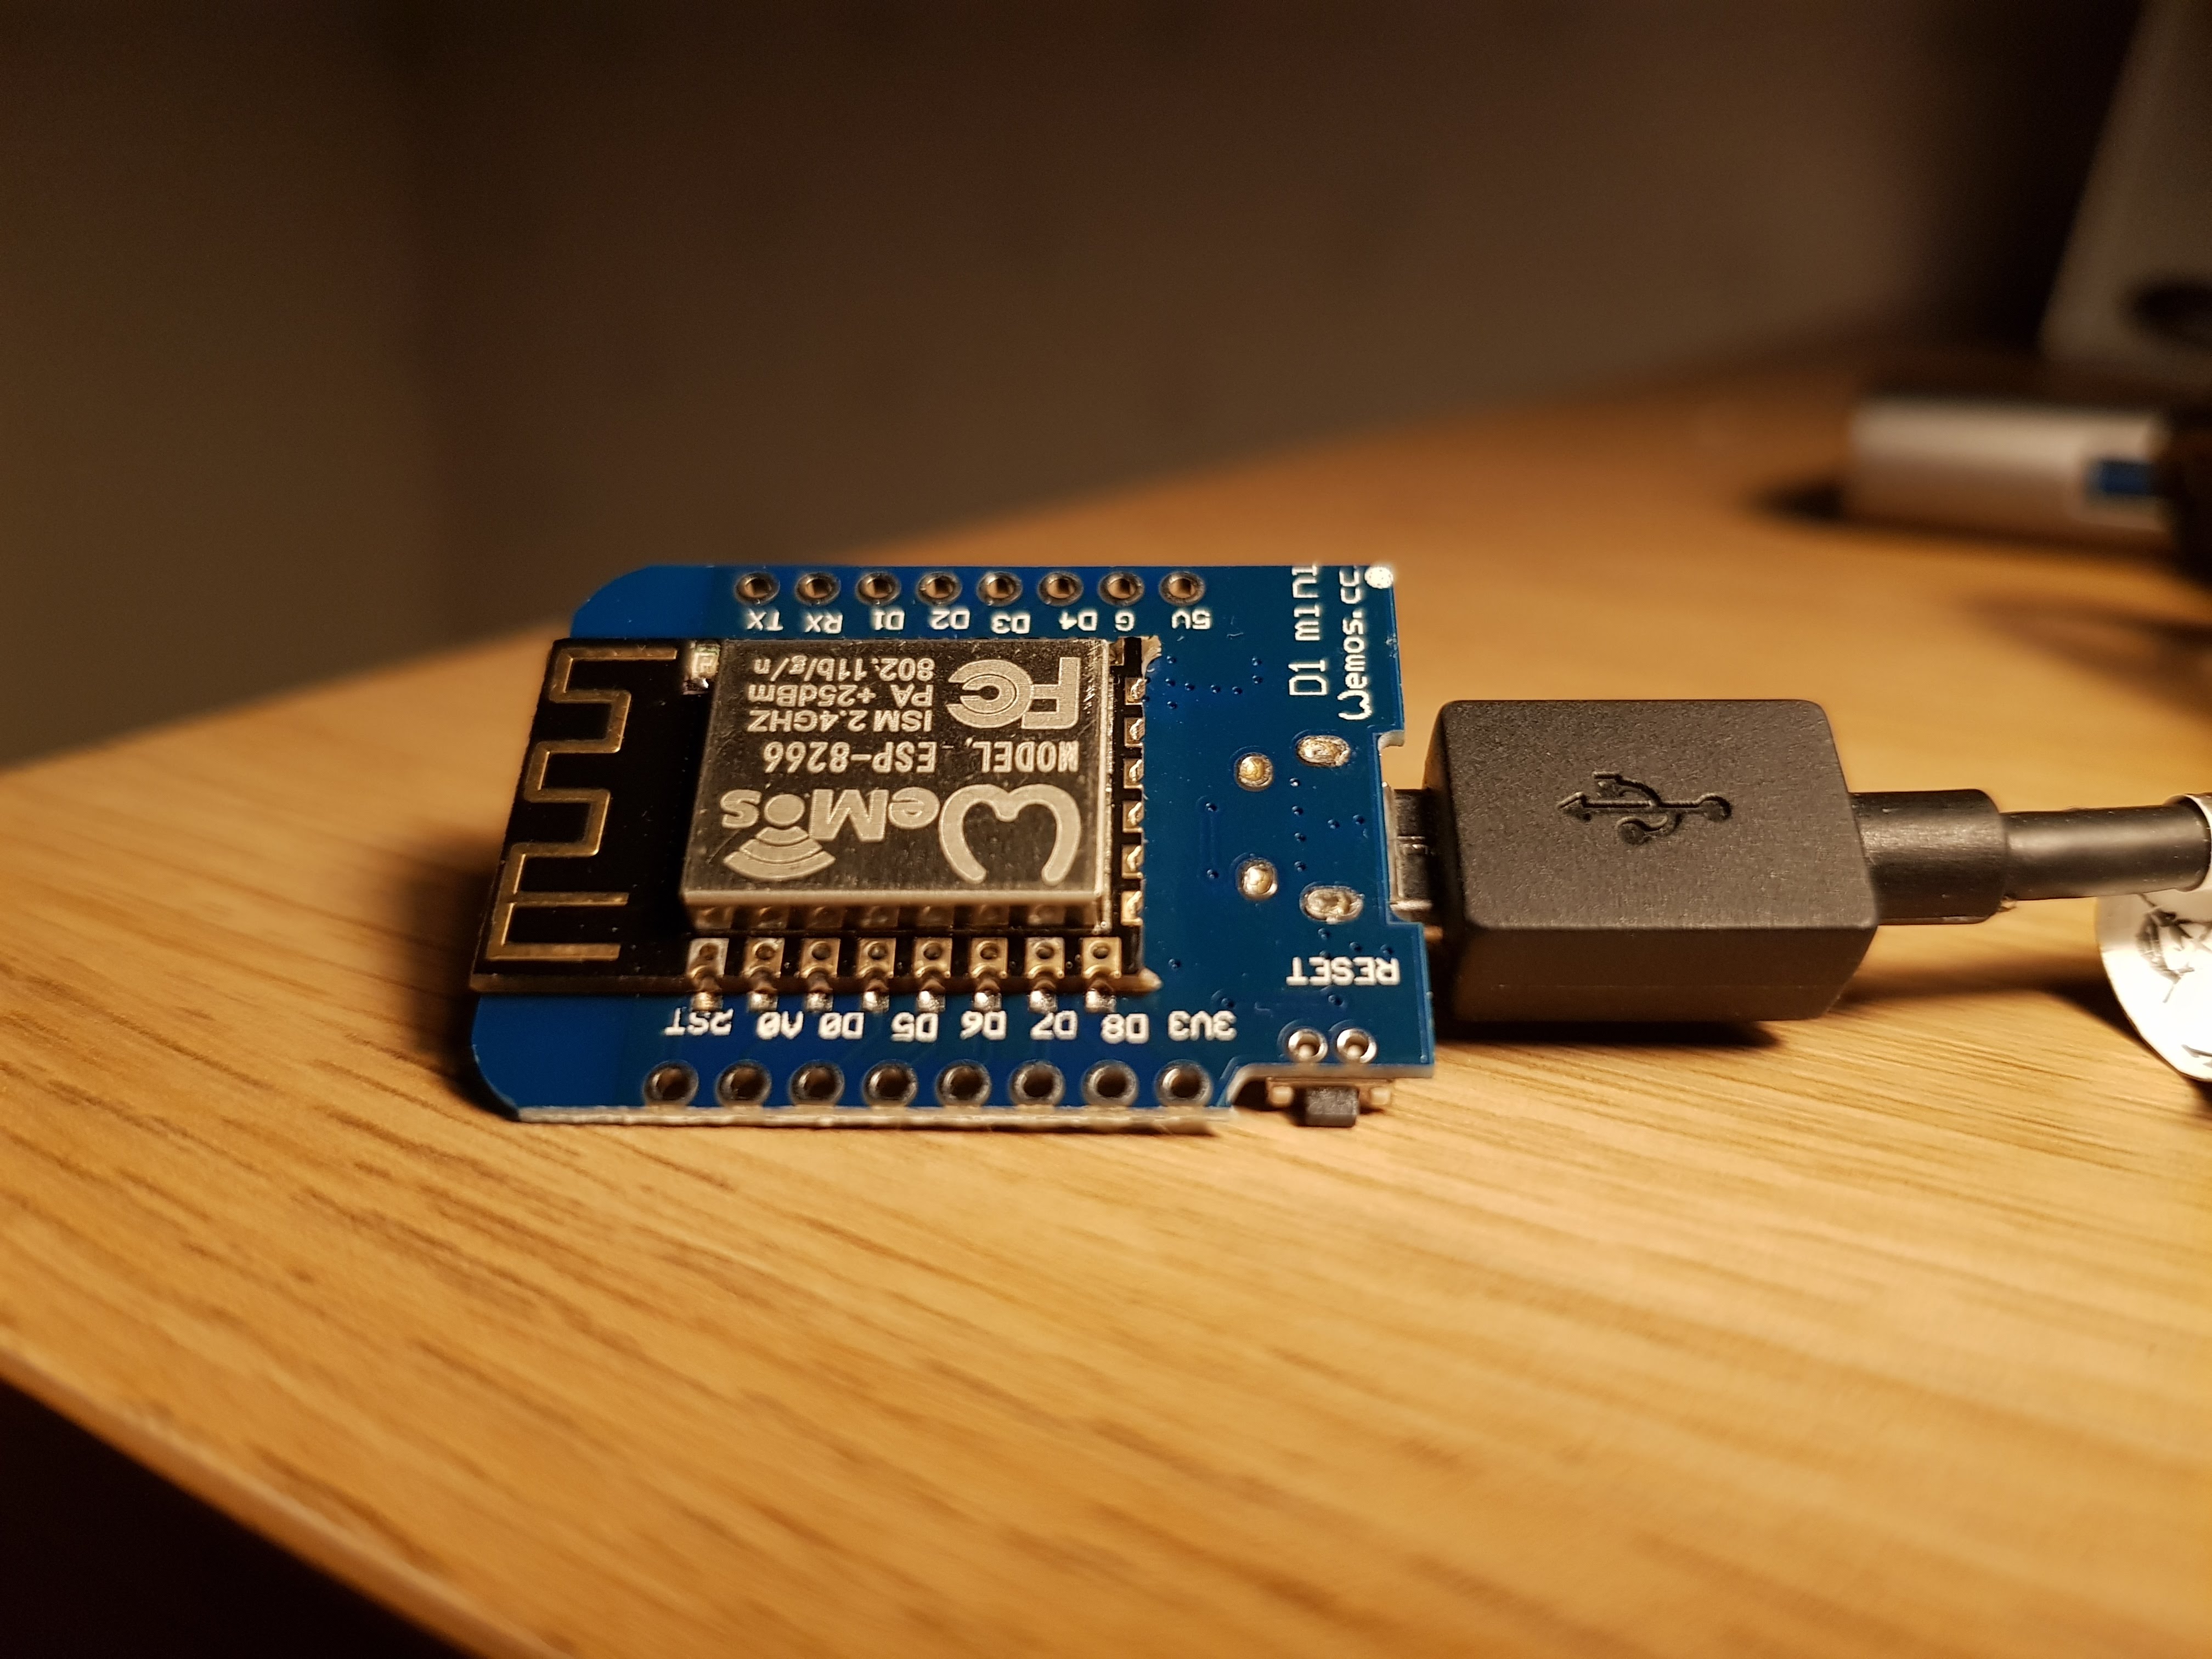 TX RX D1 D2 D3 D4 G 5V
D1 mini
Wemos.cc
WeMos
MODEL ESP-8266
ISM 2.4GHZ
PA +25dBm
802.11b/g/n
FC
RESET
RST A0 D0 D5 D6 D7 D8 3V3